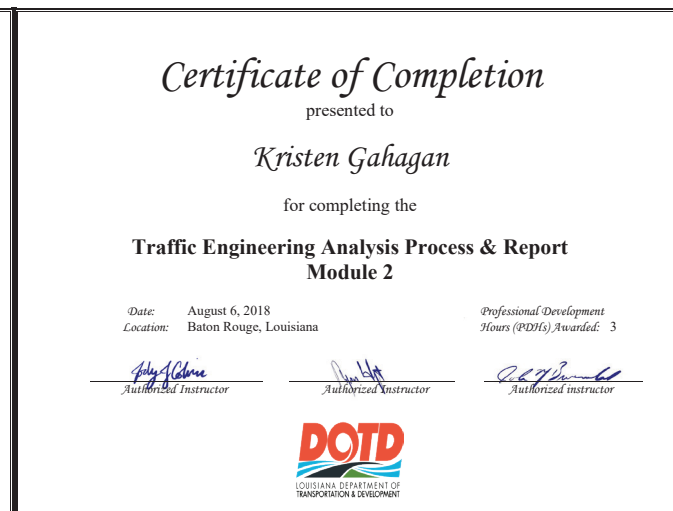 Certificate of Completion
presented to
Kristen Gahagan
for completing the
Traffic Engineering Analysis Process & Report
Module 2
Date: August 6, 2018
Location: Baton Rouge, Louisiana
Professional Development
Hours (PDHs) Awarded: 3
Authorized Instructor
Authorized Instructor
Authorized instructor
DOTD
LOUISIANA DEPARTMENT OF
TRANSPORTATION & DEVELOPMENT